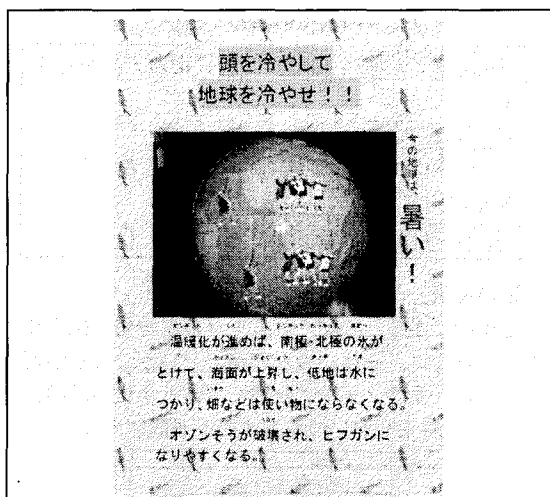 頭を冷やして
地球を冷やせ！！
今の地球は、
暑い！
温暖化が進めば、南極・北極の氷が
とけて、海面が上昇し、低地は水に
つかり、畑などは使い物にならなくなる。
オゾンそうが破壊され、ヒフガンに
なりやすくなる。